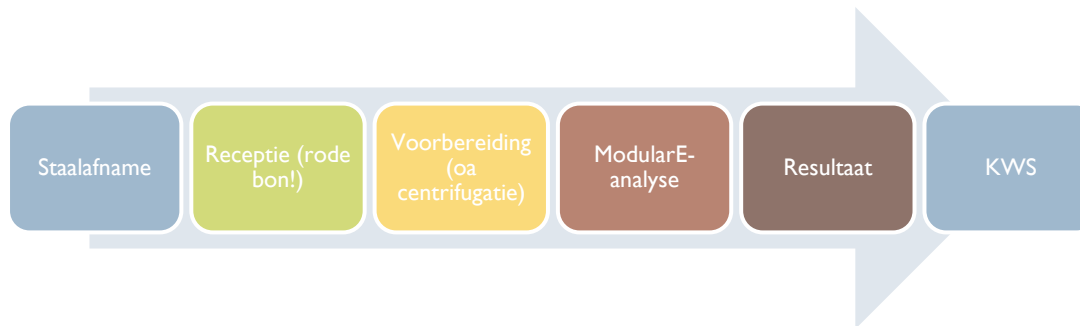 Staalafname
Receptie (rode
bon!)
Voorbereiding
(oa
centrifugatie)
ModularE-
analyse
Resultaat
KWS